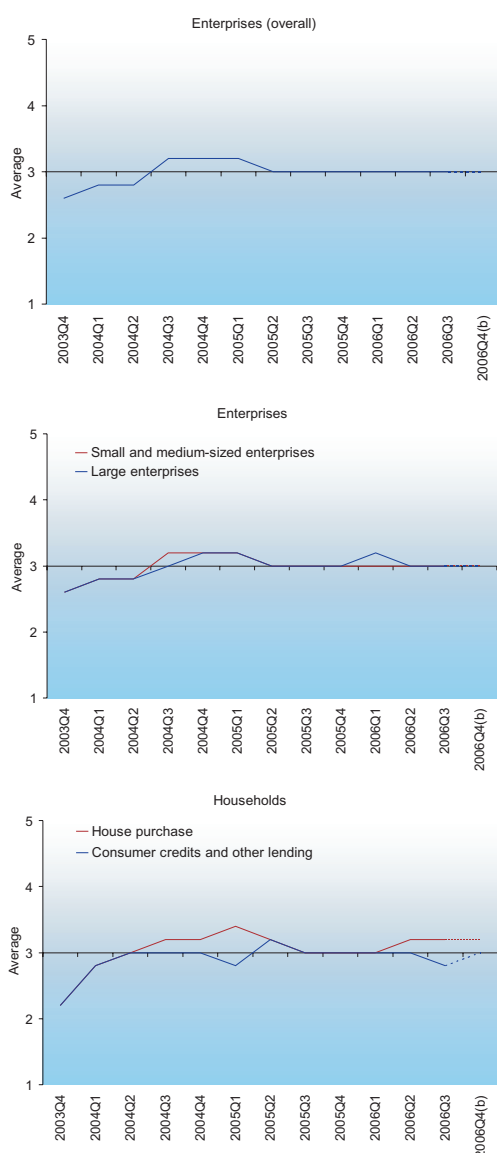 Enterprises (overall)
5
4
3
2
1
Average
2003Q4
2004Q1
2004Q2
2004Q3
2004Q4
2005Q1
2005Q2
2005Q3
2005Q4
2006Q1
2006Q2
2006Q3
2006Q4(b)
Enterprises
Small and medium-sized enterprises
Large enterprises
5
4
3
2
1
Average
2003Q4
2004Q1
2004Q2
2004Q3
2004Q4
2005Q1
2005Q2
2005Q3
2005Q4
2006Q1
2006Q2
2006Q3
2006Q4(b)
Households
House purchase
Consumer credits and other lending
5
4
3
2
1
Average
2003Q4
2004Q1
2004Q2
2004Q3
2004Q4
2005Q1
2005Q2
2005Q3
2005Q4
2006Q1
2006Q2
2006Q3
2006Q4(b)